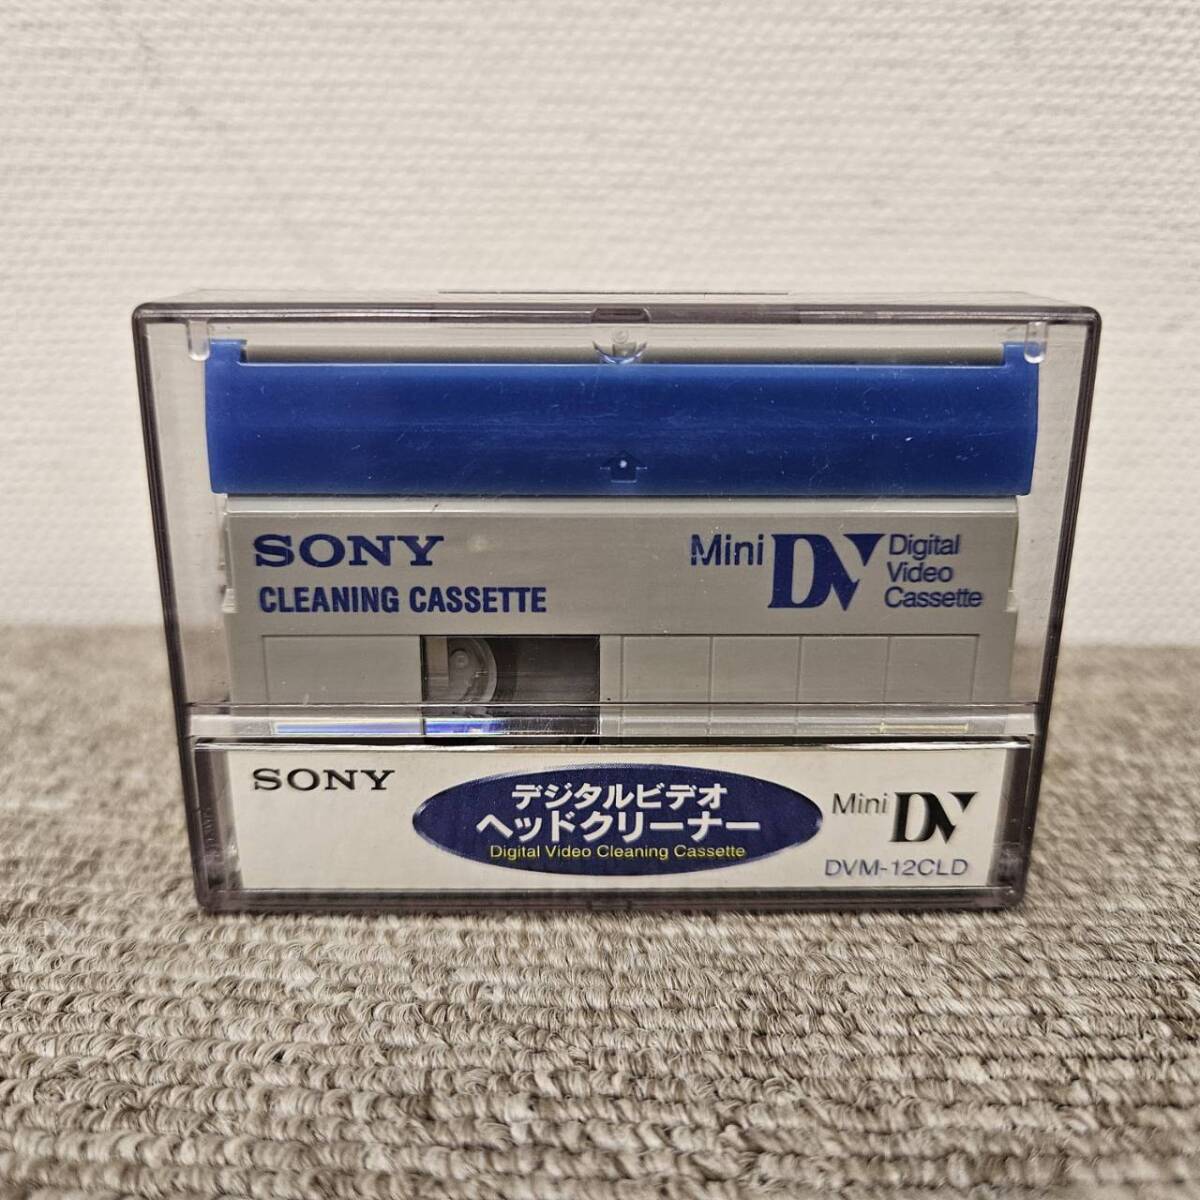 SONY
CLEANING CASSETTE
Mini DV Digital
Video
Cassette
SONY
デジタルビデオ
ヘッドクリーナー
Digital Video Cleaning Cassette
Mini DV
DVM-12CLD